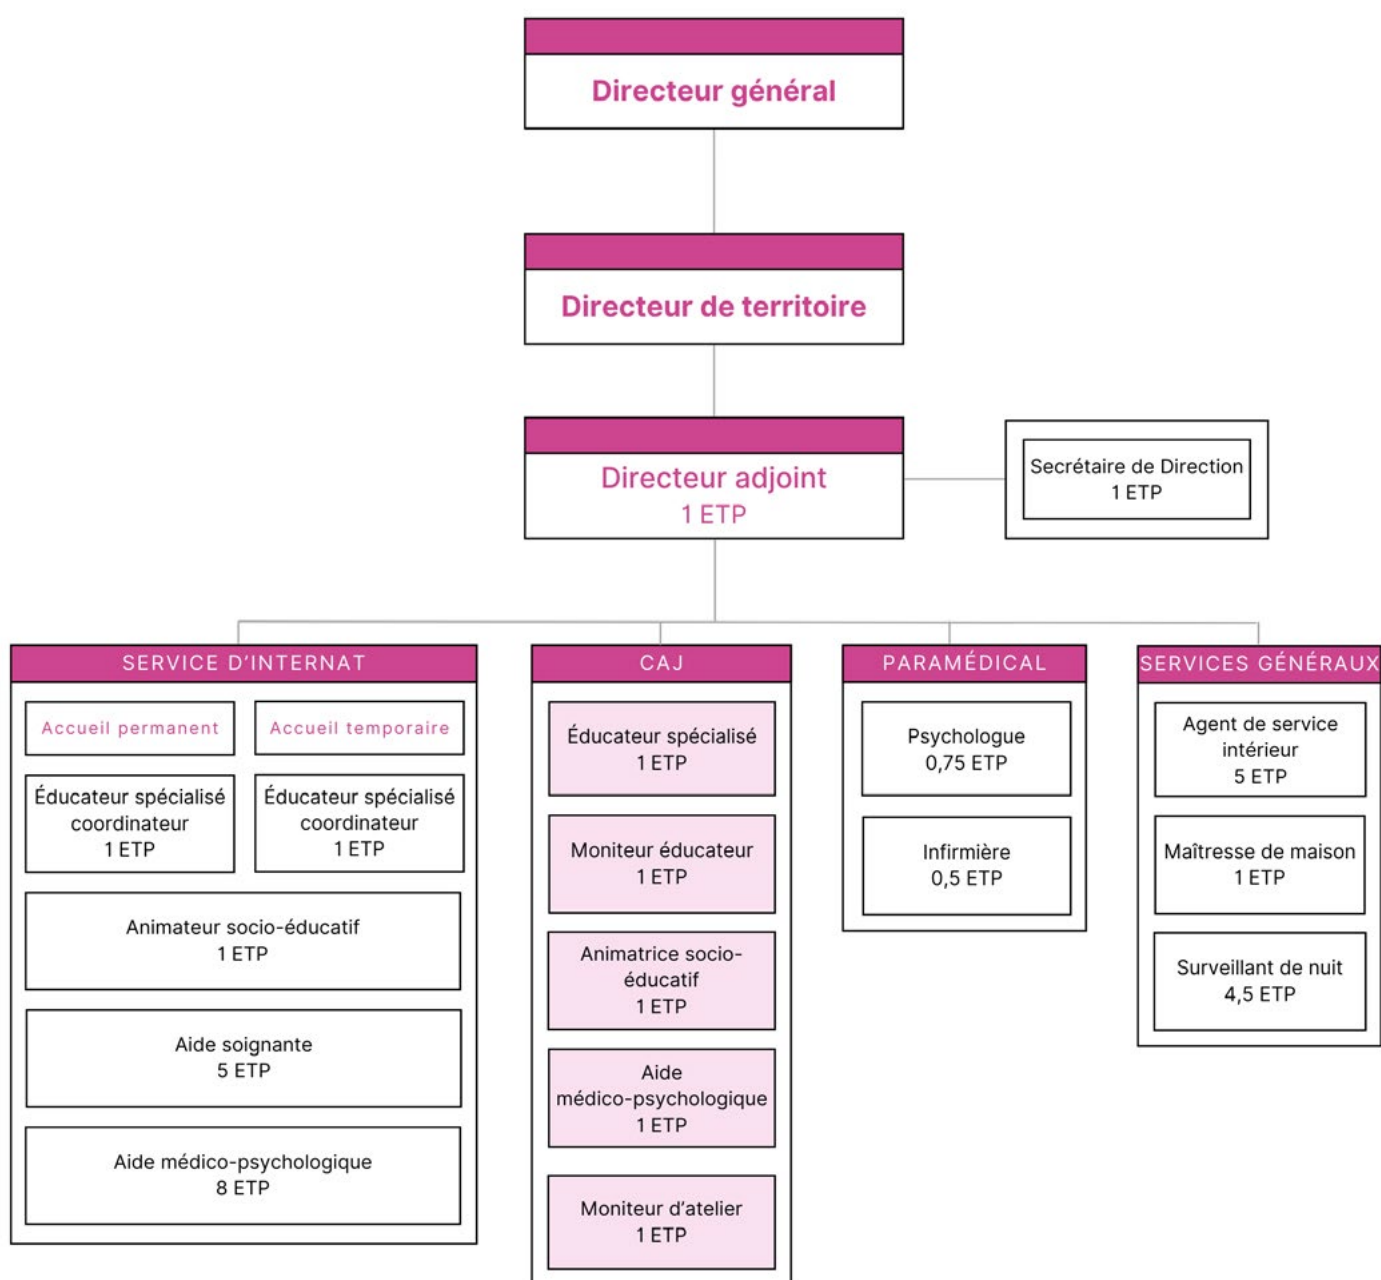 Directeur général
Directeur de territoire
Directeur adjoint
1 ETP
Secrétaire de Direction
1 ETP
SERVICE D'INTERNAT
Accueil permanent
Accueil temporaire
Éducateur spécialisé
coordinateur
1 ETP
Éducateur spécialisé
coordinateur
1 ETP
Animateur socio-éducatif
1 ETP
Aide soignante
5 ETP
Aide médico-psychologique
8 ETP
CAJ
Éducateur spécialisé
1 ETP
Moniteur éducateur
1 ETP
Animatrice socio-
éducatif
1 ETP
Aide
médico-psychologique
1 ETP
Moniteur d'atelier
1 ETP
PARAMÉDICAL
Psychologue
0,75 ETP
Infirmière
0,5 ETP
SERVICES GÉNÉRAUX
Agent de service
intérieur
5 ETP
Maîtresse de maison
1 ETP
Surveillant de nuit
4,5 ETP